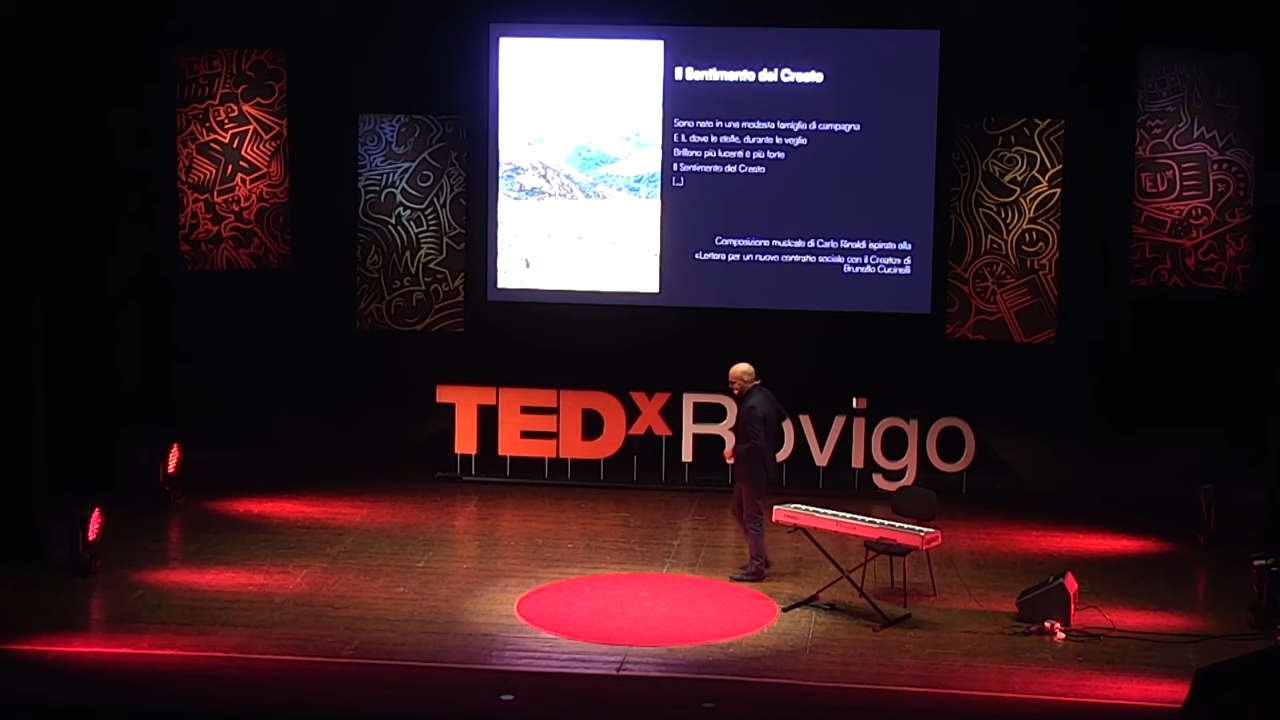 Il Sentimento del Creato
Sono nato in una modesta famiglia di campagna
E lì, dove le stelle, durante le veglie
Brillano più lucenti è più forte
Il Sentimento del Creato
[...]
Composizione musicale di Carlo Rinaldi ispirata alla
«Lettera per un nuovo contratto sociale con il Creato» di
Brunello Cucinelli
TEDx
TEDxRovigo